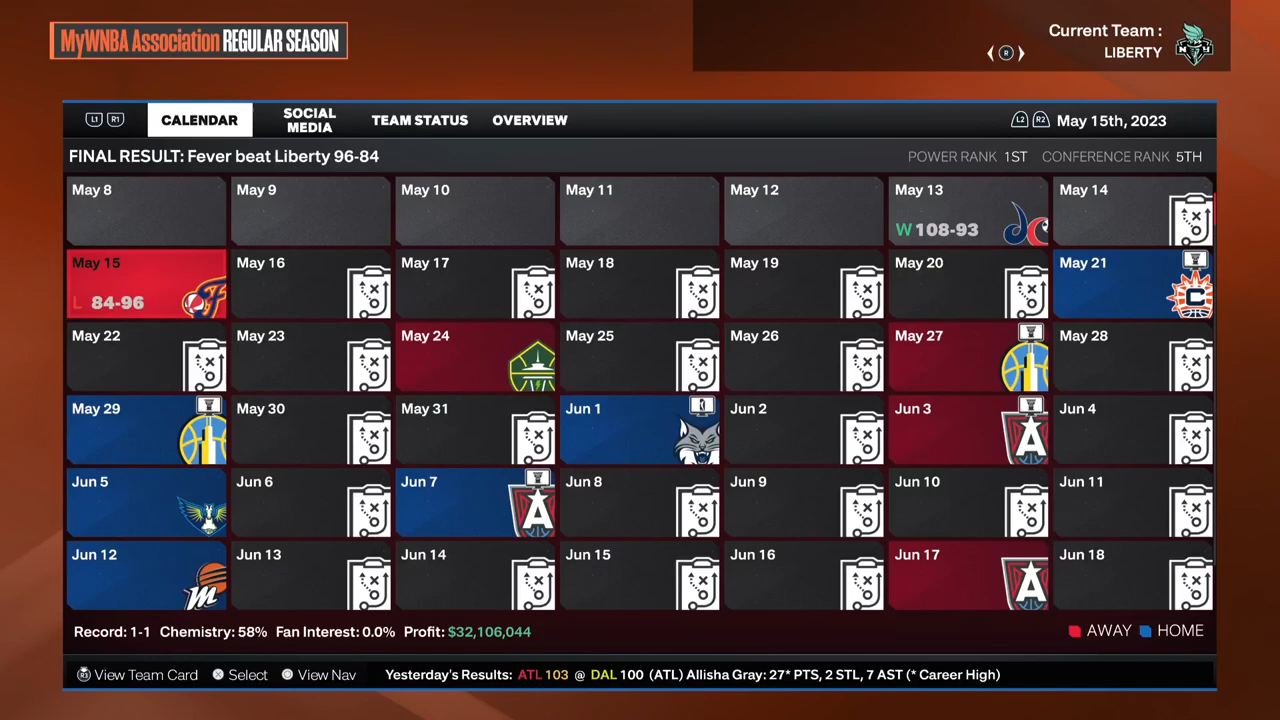 MyWNBA Association REGULAR SEASON
Current Team :
R
LIBERTY
L1 R1 CALENDAR SOCIAL MEDIA TEAM STATUS OVERVIEW L2 R2 May 15th, 2023
FINAL RESULT: Fever beat Liberty 96-84 POWER RANK 1ST CONFERENCE RANK 5TH
May 8 May 9 May 10 May 11 May 12 May 13 May 14
W 108-93
May 15 May 16 May 17 May 18 May 19 May 20 May 21
L 84-96
May 22 May 23 May 24 May 25 May 26 May 27 May 28
May 29 May 30 May 31 Jun 1 Jun 2 Jun 3 Jun 4
Jun 5 Jun 6 Jun 7 Jun 8 Jun 9 Jun 10 Jun 11
Jun 12 Jun 13 Jun 14 Jun 15 Jun 16 Jun 17 Jun 18
Record: 1-1 Chemistry: 58% Fan Interest: 0.0% Profit: $32,106,044 AWAY HOME
R3 View Team Card Select View Nav Yesterday's Results: ATL 103 @ DAL 100 (ATL) Allisha Gray: 27* PTS, 2 STL, 7 AST (* Career High)